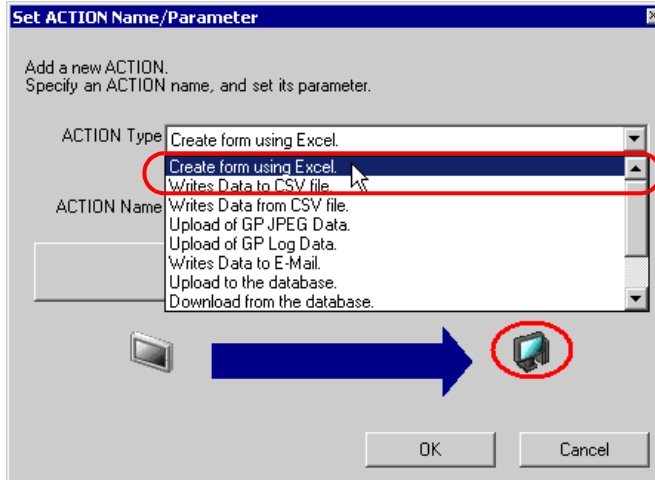 Set ACTION Name/Parameter
Add a new ACTION.
Specify an ACTION name, and set its parameter.
ACTION Type
Create form using Excel.
Create form using Excel.
Writes Data to CSV file.
ACTION Name
Writes Data from CSV file.
Upload of GP JPEG Data.
Upload of GP Log Data.
Writes Data to E-Mail.
Upload to the database.
Download from the database.
OK
Cancel